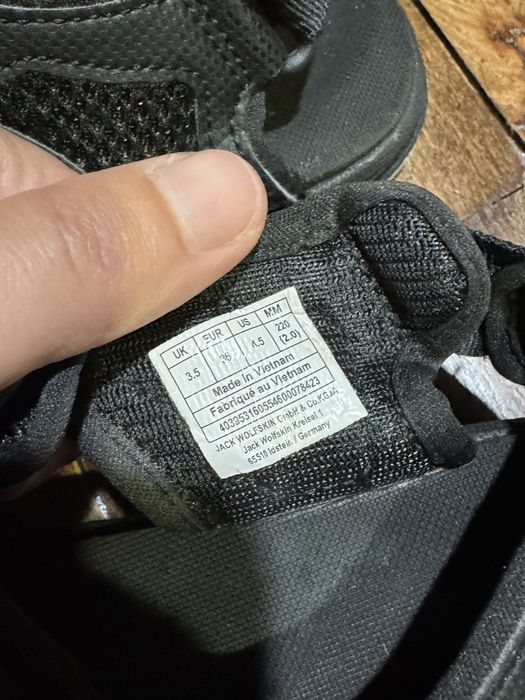 UK EUR US MM
3.5 36 4.5 220 (2.0)
Made in Vietnam
Fabriqué au Vietnam
403353160554600078423
JACK WOLFSKIN GmbH & Co.KGaA
Jack Wolfskin Kreisel 1
65510 Idstein / Germany